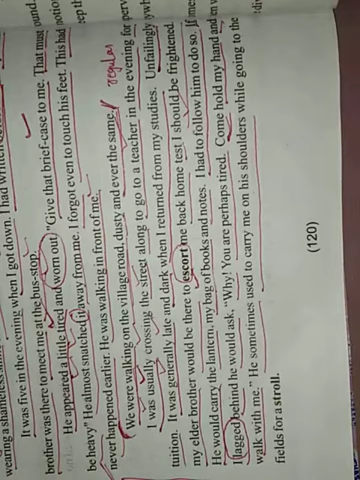 wearing a shameless
It was five in the evening when I got down. I had written
brother was there to meet me at the bus-stop.
He appeared a little tired and worn out. "Give that brief-case to me. That must
be heavy" He almost snatched it away from me. I forgot even to touch his feet. This had
never happened earlier. He was walking in front of me.
We were walking on the village road, dusty and ever the same. regular
I was usually crossing the street along to go to a teacher in the evening for
tuition. It was generally late and dark when I returned from my studies. Unfailingly
my elder brother would be there to escort me back home test I should be frightened.
He would carry the lantern, my bag of books and notes. I had to follow him to do so. If
I lagged behind he would ask, "Why! You are perhaps tired. Come hold my hand and
walk with me." He sometimes used to carry me on his shoulders while going to the
fields for a stroll.
(120)